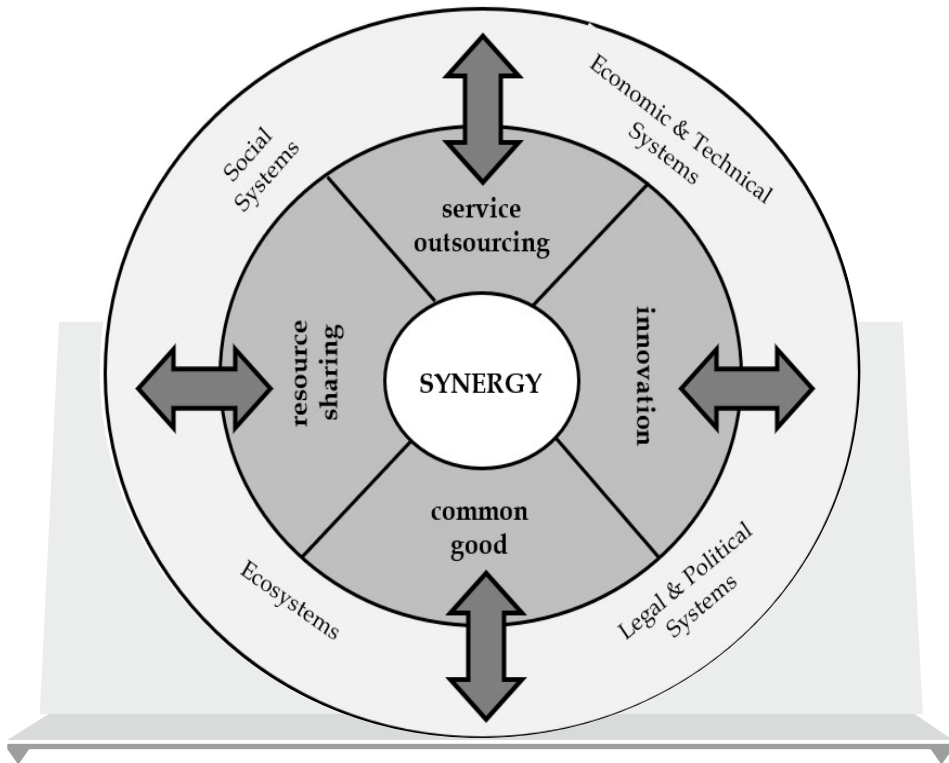 Social
Systems
Economic & Technical
Systems
service
outsourcing
resource
sharing
SYNERGY
innovation
common
good
Ecosystems
Legal & Political
Systems